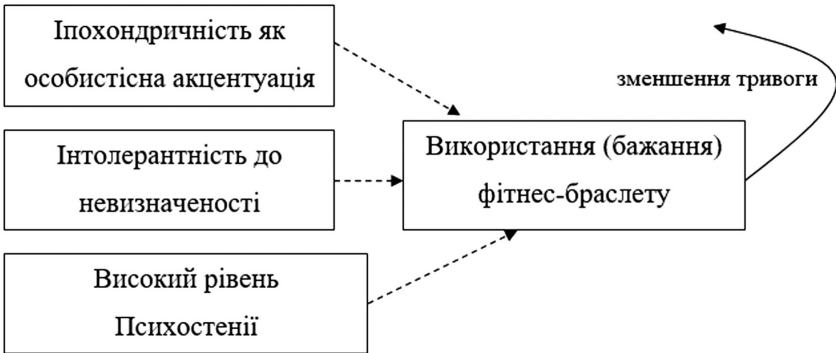 Іпохондричність як
особистісна акцентуація
Інтолерантність до
невизначеності
Високий рівень
Психостенії
Використання (бажання)
фітнес-браслету
зменшення тривоги